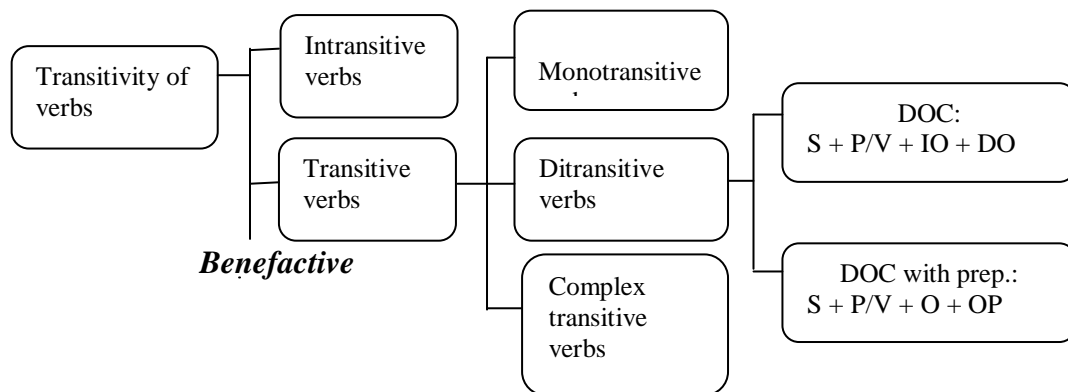 Transitivity of
verbs
Intransitive
verbs
Transitive
verbs
Benefactive
Monotransitive
Ditransitive
verbs
Complex
transitive
verbs
DOC:
S + P/V + IO + DO
DOC with prep.:
S + P/V + O + OP